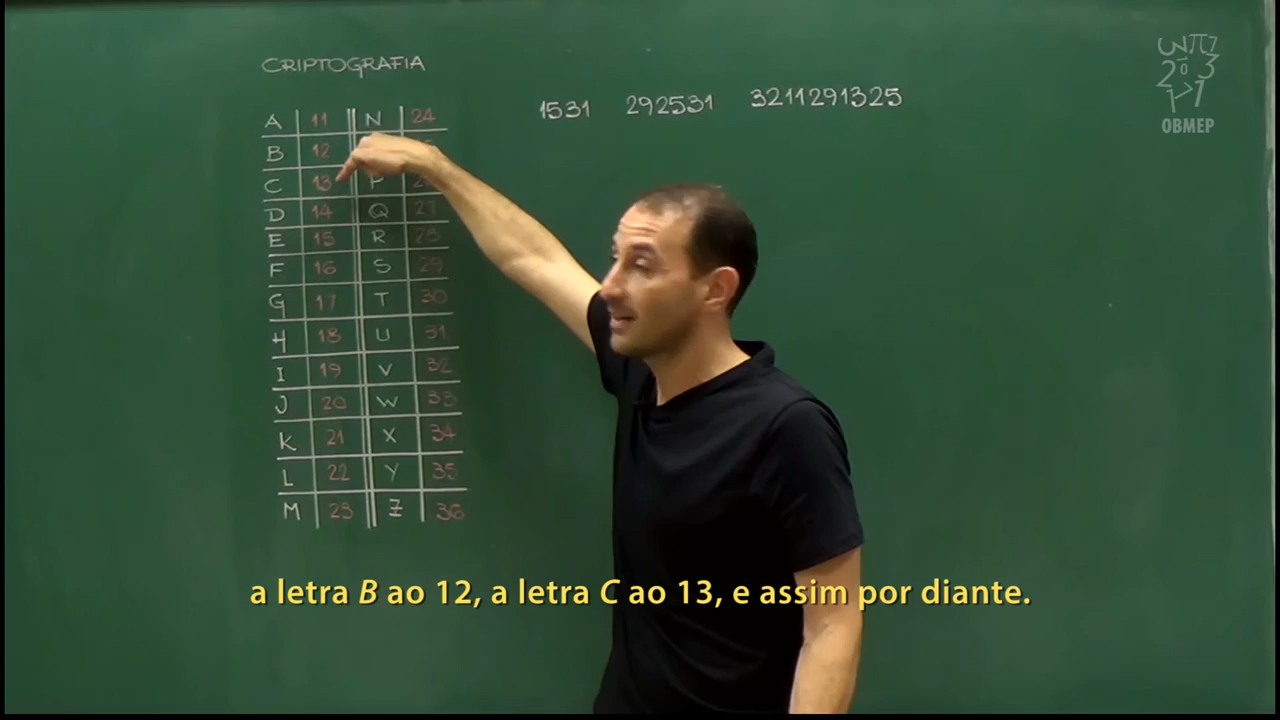 CRIPTOGRAFIA
1531 292531 3211291325
A 11 N 24
B 12
C 13 P
D 14 Q 27
E 15 R 28
F 16 S 29
G 17 T 30
H 18 U 31
I 19 V 32
J 20 W 33
K 21 X 34
L 22 Y 35
M 23 Z 36
OBMEP
a letra B ao 12, a letra C ao 13, e assim por diante.